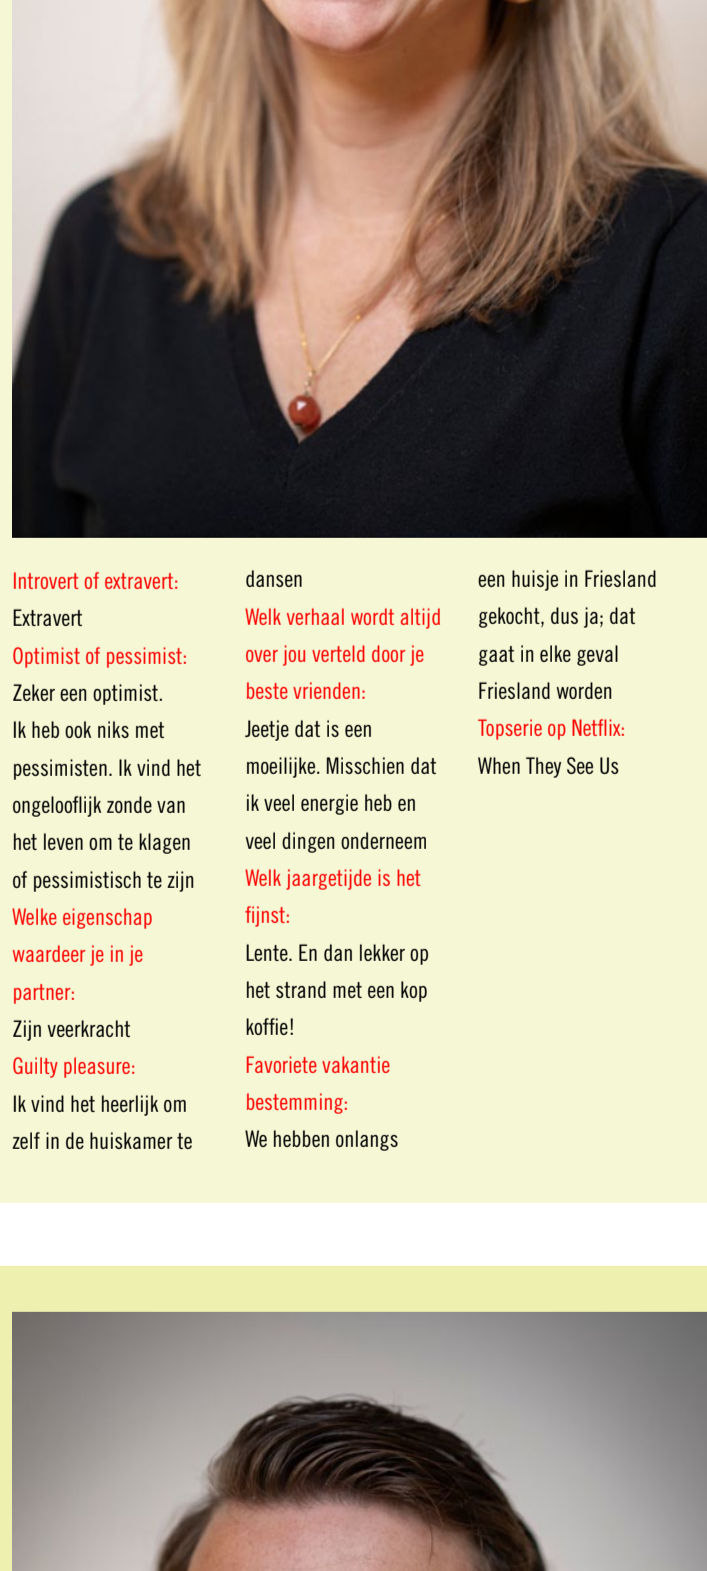 Introvert of extravert:
Extravert
Optimist of pessimist:
Zeker een optimist.
Ik heb ook niks met
pessimisten. Ik vind het
ongelooflijk zonde van
het leven om te klagen
of pessimistisch te zijn
Welke eigenschap
waardeer je in je
partner:
Zijn veerkracht
Guilty pleasure:
Ik vind het heerlijk om
zelf in de huiskamer te
dansen
Welk verhaal wordt altijd
over jou verteld door je
beste vrienden:
Jeetje dat is een
moeilijke. Misschien dat
ik veel energie heb en
veel dingen onderneem
Welk jaargetijde is het
fijnst:
Lente. En dan lekker op
het strand met een kop
koffie!
Favoriete vakantie
bestemming:
We hebben onlangs
een huisje in Friesland
gekocht, dus ja; dat
gaat in elke geval
Friesland worden
Topserie op Netflix:
When They See Us